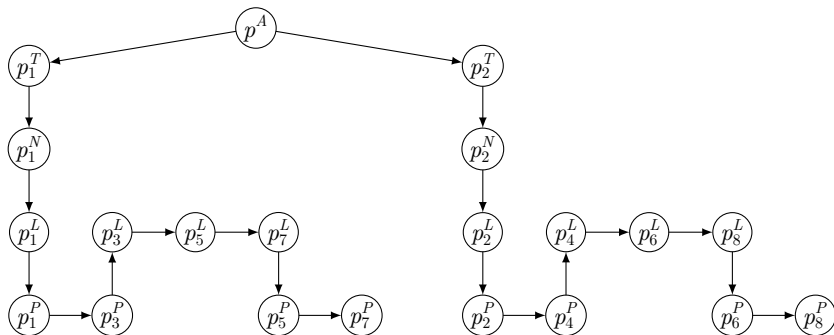 p^A
p_1^T p_2^T
p_1^N p_2^N
p_1^L p_3^L p_5^L p_7^L p_2^L p_4^L p_6^L p_8^L
p_1^P p_3^P p_5^P p_7^P p_2^P p_4^P p_6^P p_8^P